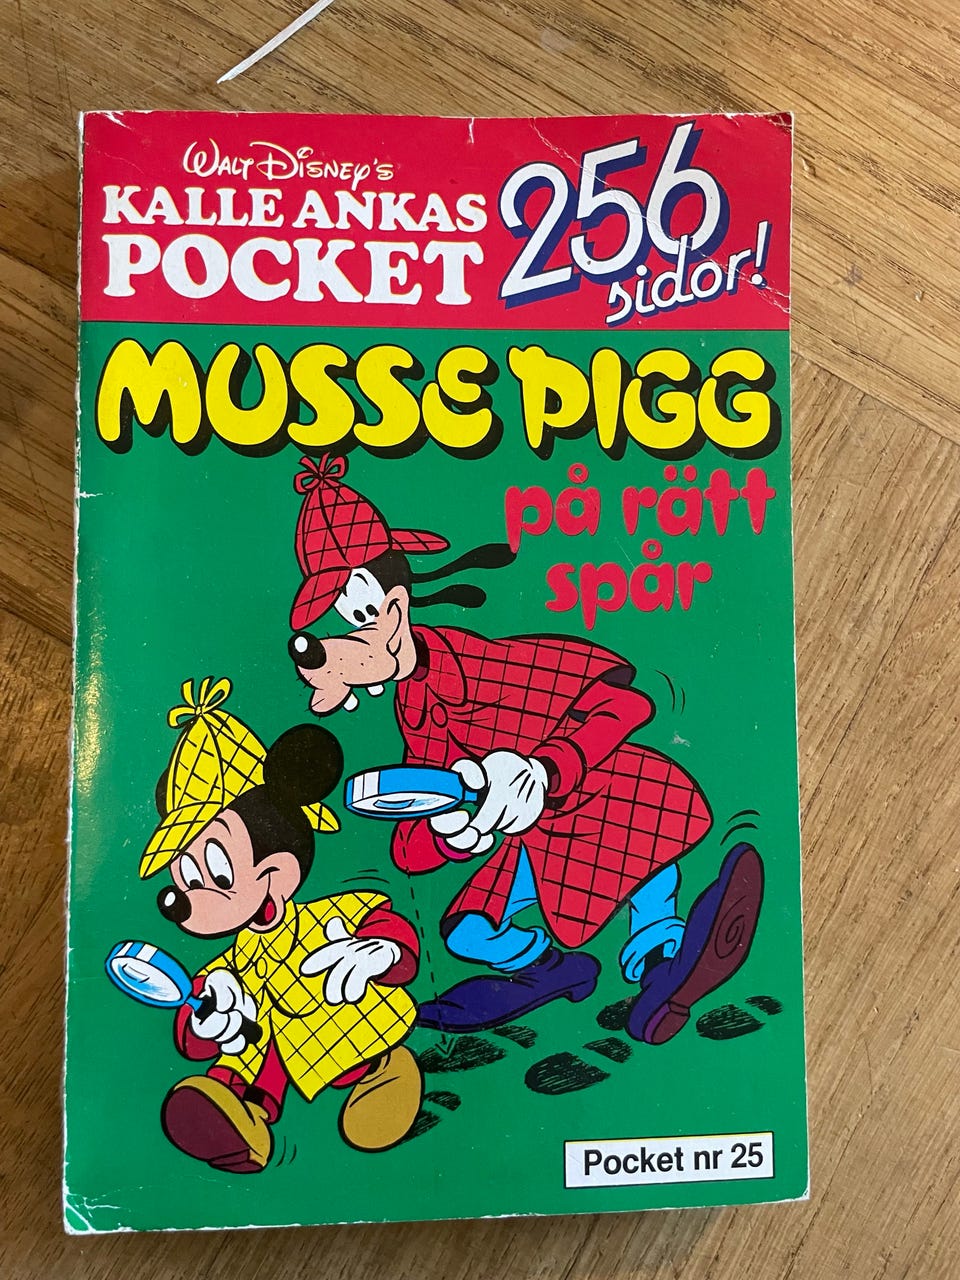 WALT DISNEY'S
KALLE ANKAS
POCKET
256
sidor!
MUSSE PIGG
på rätt
spår
Pocket nr 25